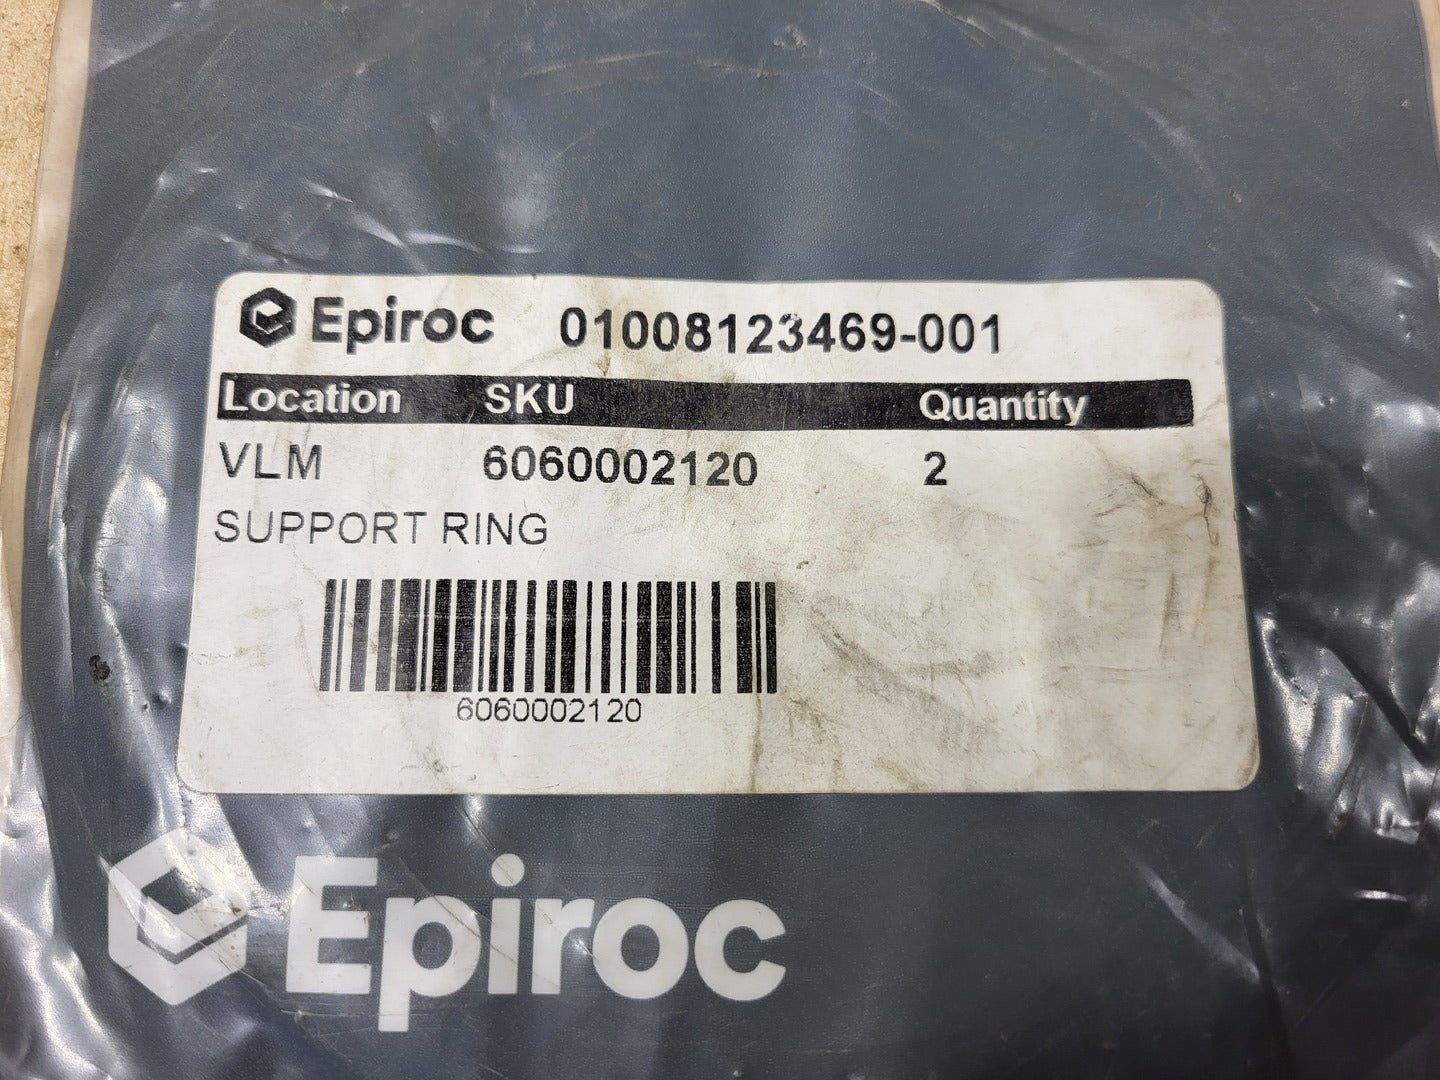 Epiroc 01008123469-001
Location SKU Quantity
VLM 6060002120 2
SUPPORT RING
6060002120
Epiroc